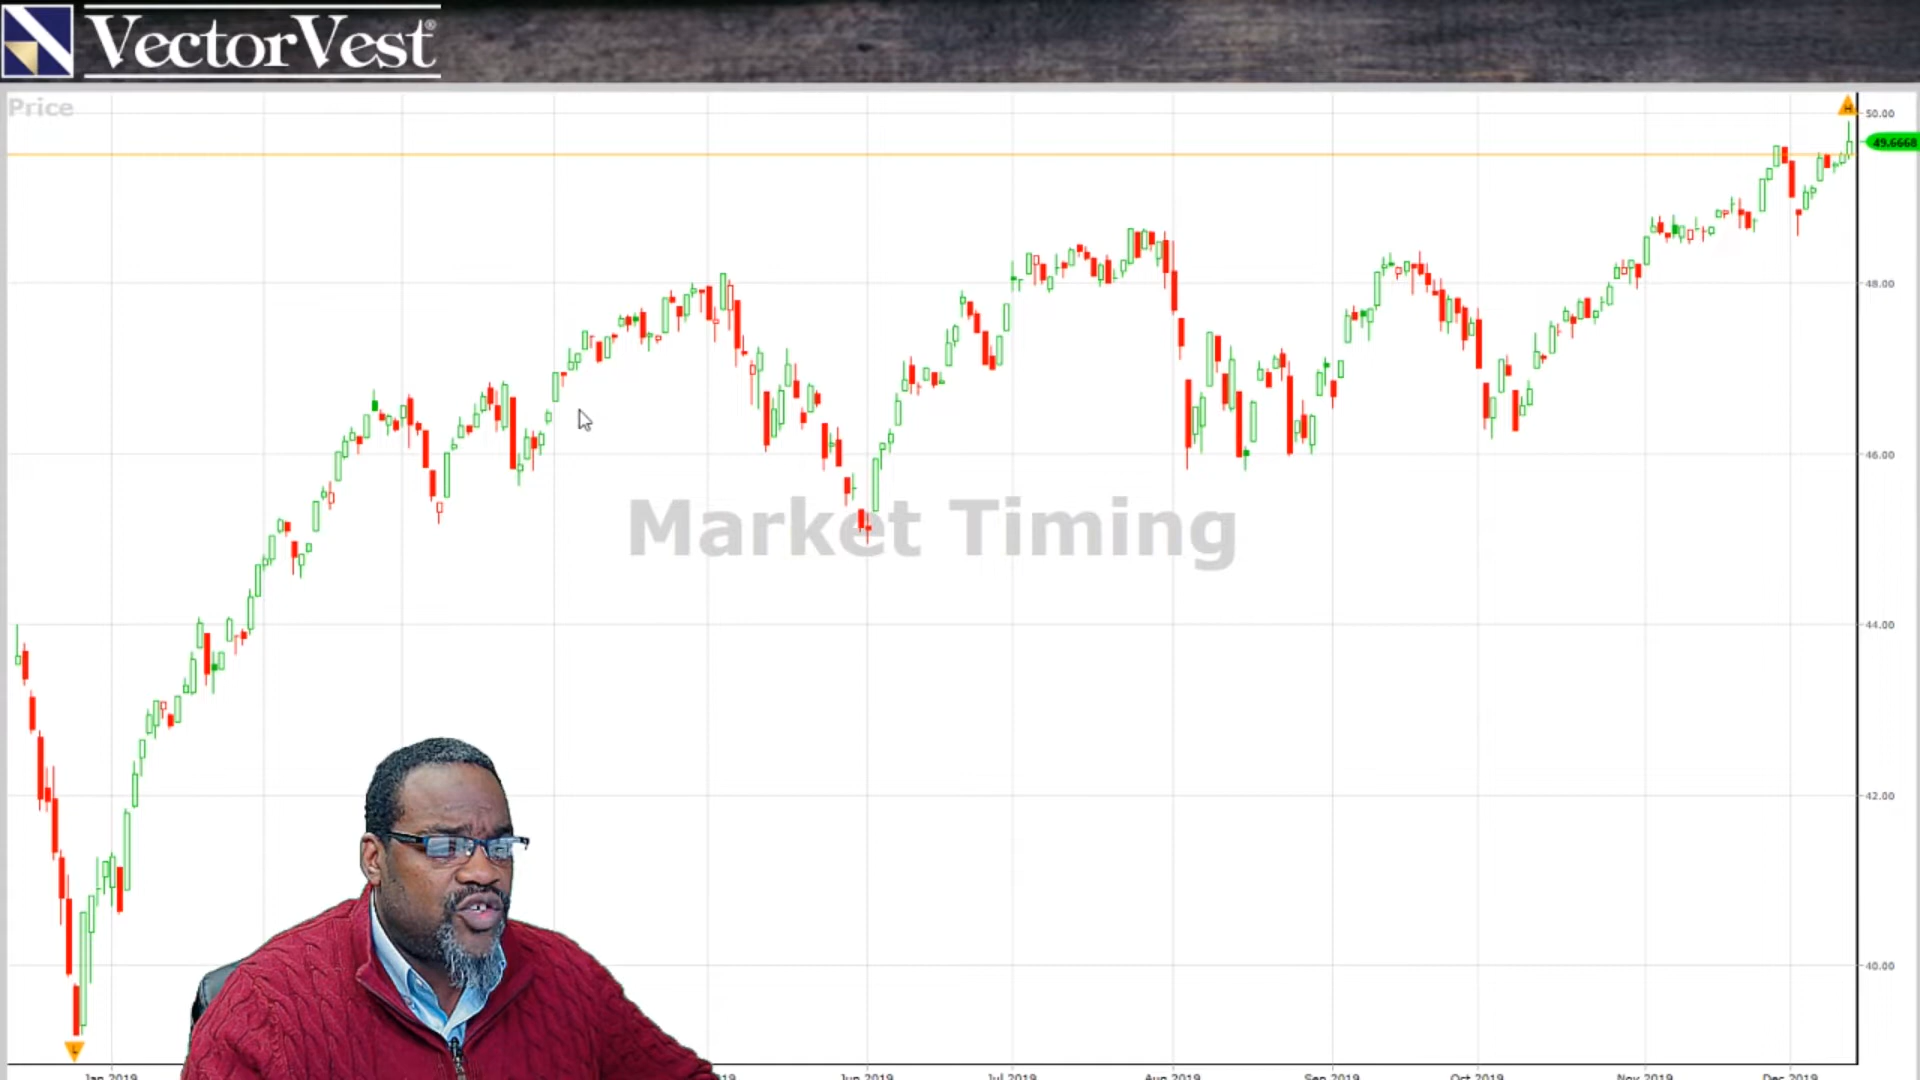 VectorVest®
Price
H
50.00
49.6668
48.00
Market Timing
46.00
44.00
42.00
40.00
L
Jan 2019
19
Jun 2019
Jul 2019
Aug 2019
Sep 2019
Oct 2019
Nov 2019
Dec 2019